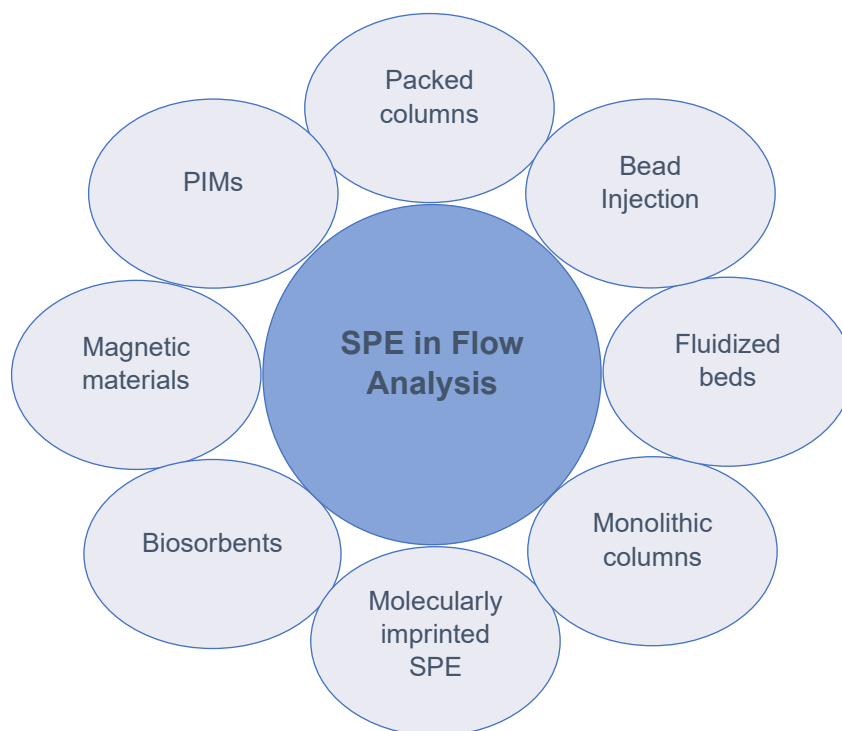 Packed
columns
Bead
Injection
Fluidized
beds
Monolithic
columns
Molecularly
imprinted
SPE
Biosorbents
Magnetic
materials
PIMs
SPE in Flow
Analysis